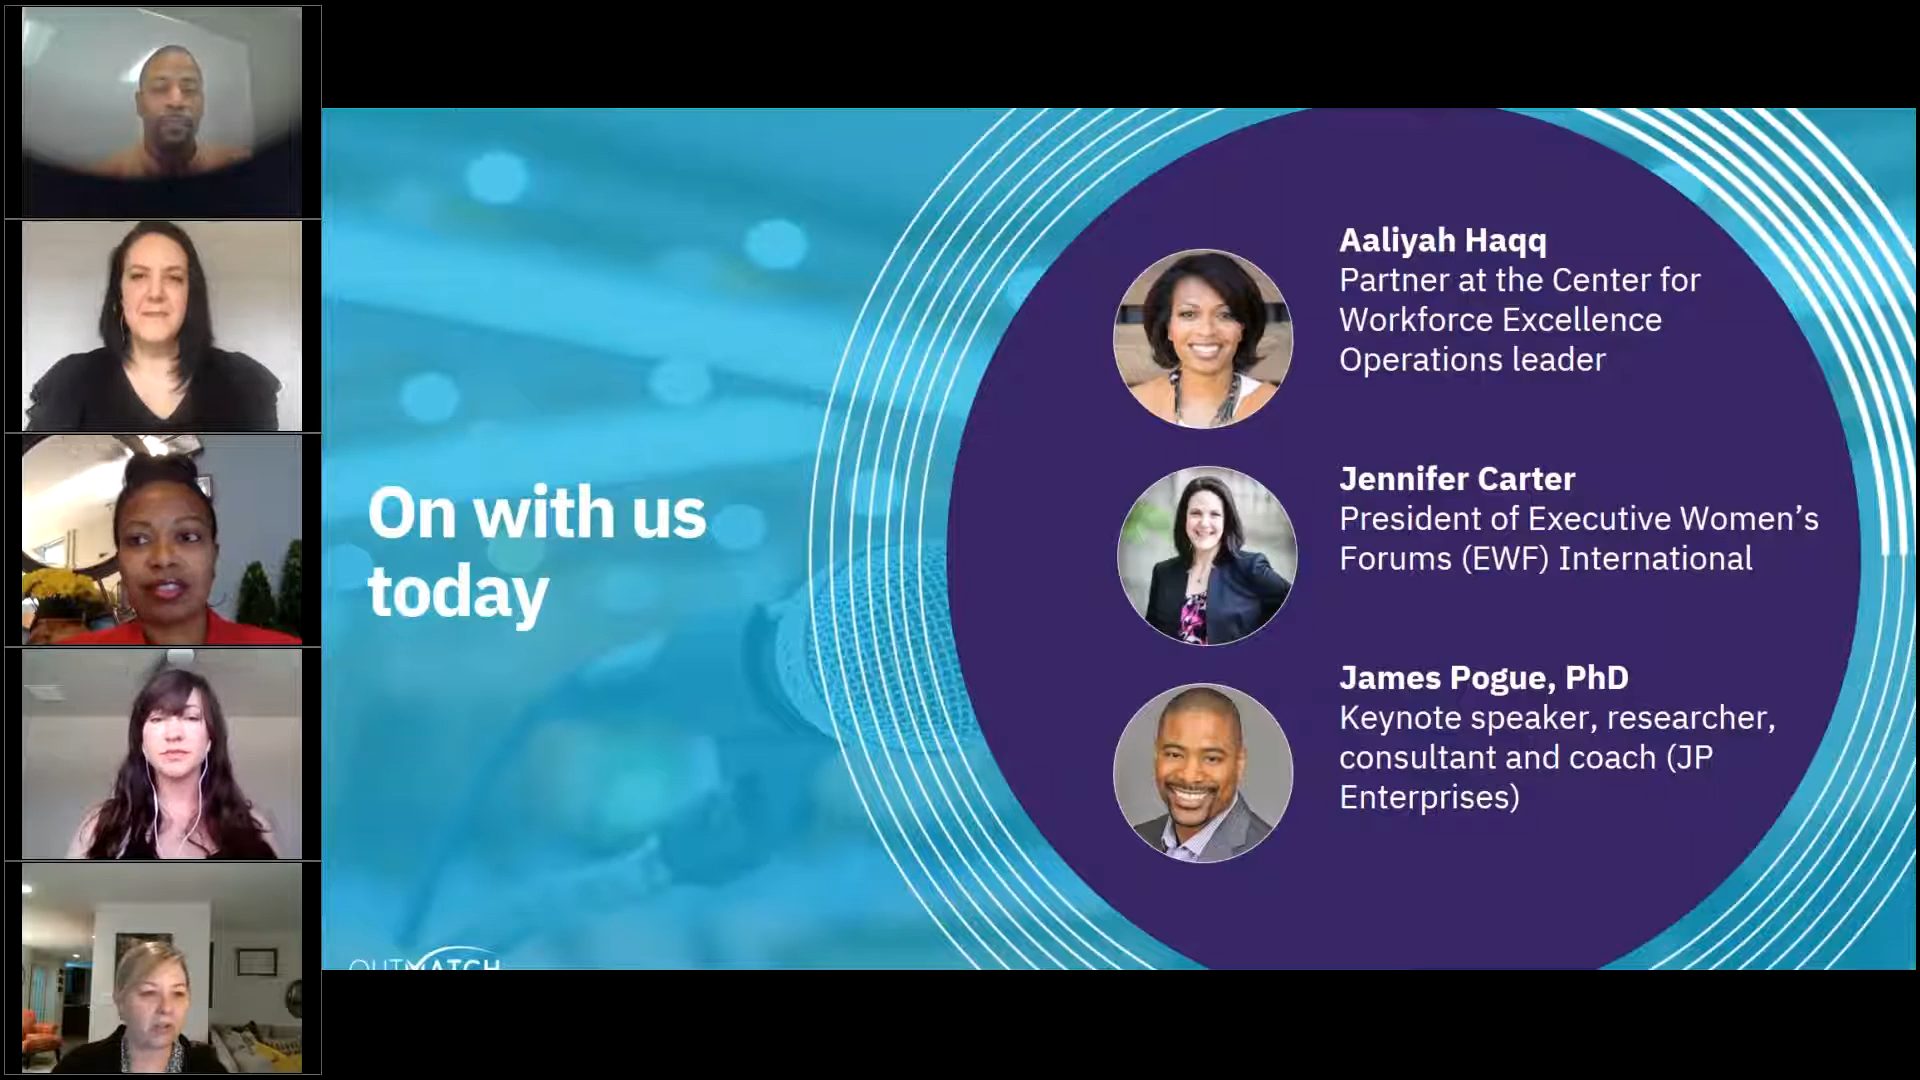 On with us
today
Aaliyah Haqq
Partner at the Center for
Workforce Excellence
Operations leader
Jennifer Carter
President of Executive Women’s
Forums (EWF) International
James Pogue, PhD
Keynote speaker, researcher,
consultant and coach (JP
Enterprises)
OUTMATCH